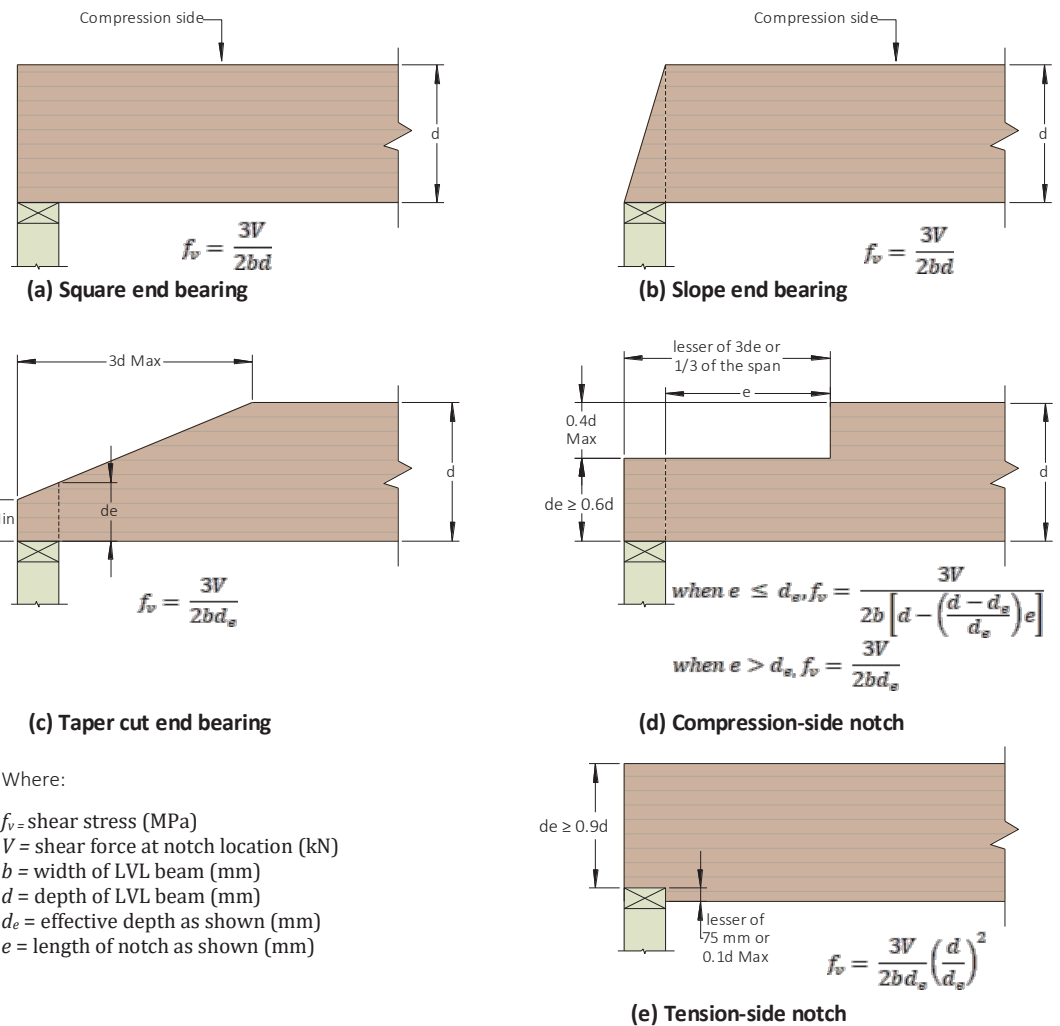 Compression side
d
f_v = 3V / 2bd
(a) Square end bearing
Compression side
d
f_v = 3V / 2bd
(b) Slope end bearing
3d Max
d
de
f_v = 3V / 2bd_e
(c) Taper cut end bearing
lesser of 3de or
1/3 of the span
e
0.4d
Max
de ≥ 0.6d
d
when e ≤ d_e, f_v = 3V / 2b[d − ((d − d_e) / d_e)e]
when e > d_e, f_v = 3V / 2bd_e
(d) Compression-side notch
Where:
f_v = shear stress (MPa)
V = shear force at notch location (kN)
b = width of LVL beam (mm)
d = depth of LVL beam (mm)
d_e = effective depth as shown (mm)
e = length of notch as shown (mm)
de ≥ 0.9d
lesser of
75 mm or
0.1d Max
f_v = 3V / 2bd_e (d / d_e)^2
(e) Tension-side notch